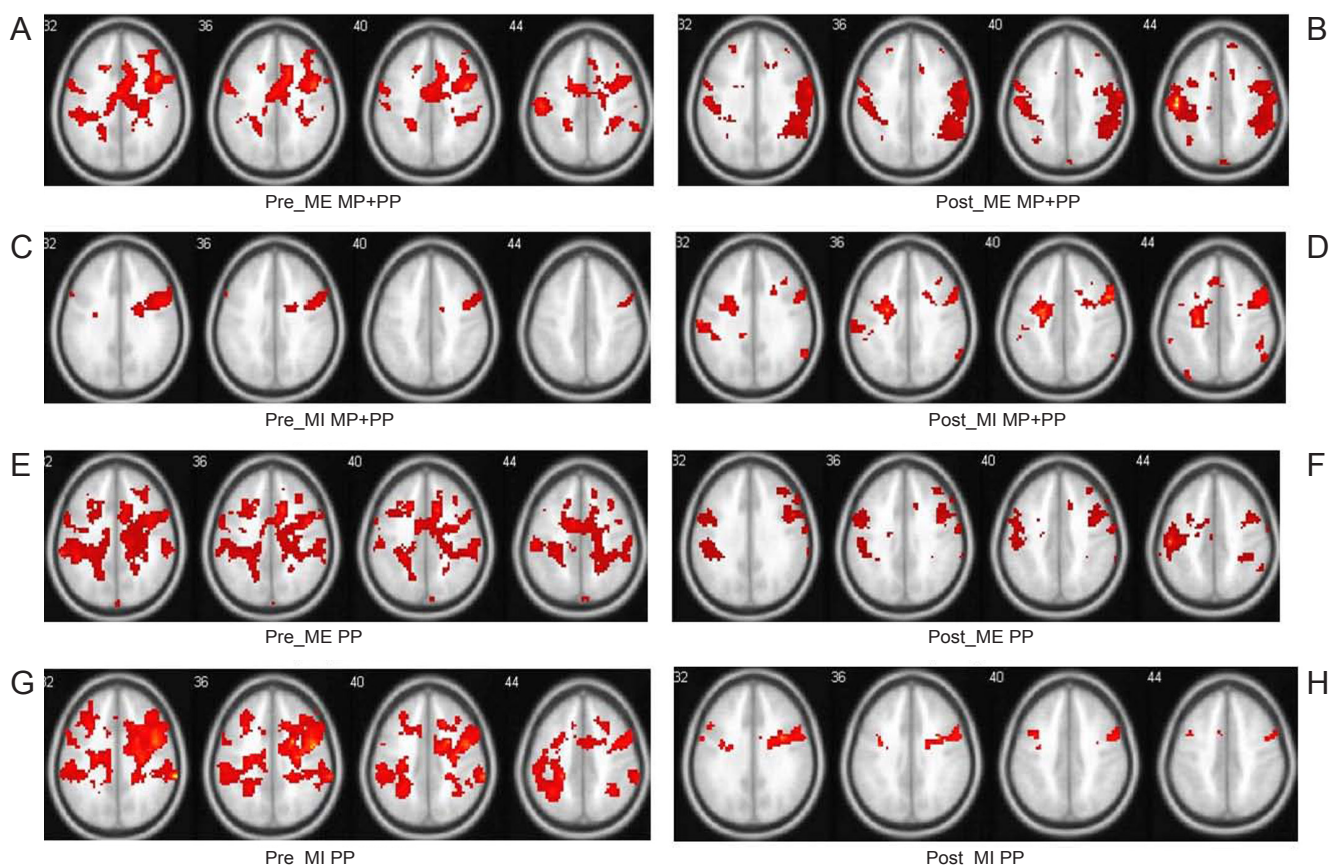 A
32 36 40 44
Pre_ME MP+PP
32 36 40 44
B
Post_ME MP+PP
C
32 36 40 44
Pre_MI MP+PP
32 36 40 44
D
Post_MI MP+PP
E
32 36 40 44
Pre_ME PP
32 36 40 44
F
Post_ME PP
G
32 36 40 44
Pre_MI PP
32 36 40 44
H
Post_MI PP